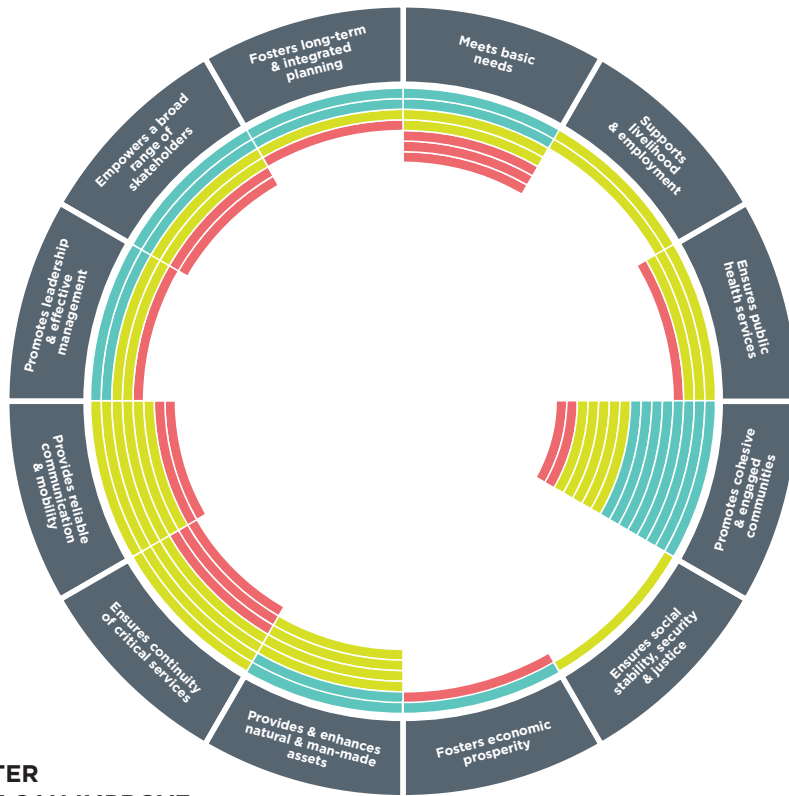 Fosters long-term
& integrated
planning
Meets basic
needs
Supports
livelihood
& employment
Ensures public
health services
Promotes cohesive
& engaged
communities
Ensures social
stability, security
& justice
Fosters economic
prosperity
Provides & enhances
natural & man-made
assets
Ensures continuity
of critical services
Provides reliable
communication
& mobility
Promotes leadership
& effective
management
Empowers a broad
range of
skateholders
TER